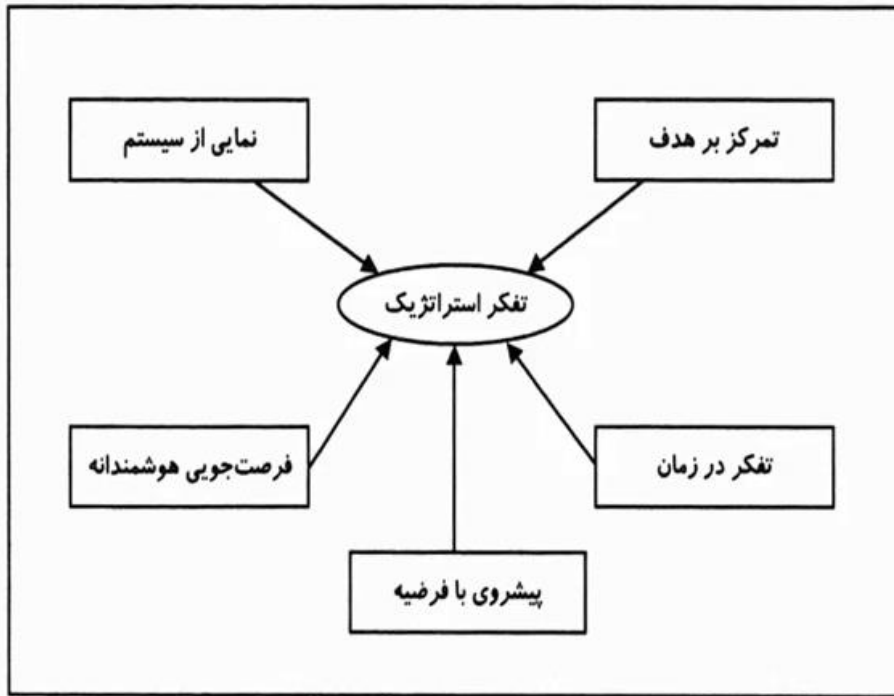 تمرکز بر هدف
نمایی از سیستم
تفکر استراتژیک
تفکر در زمان
فرصت‌جویی هوشمندانه
پیشروی با فرضیه